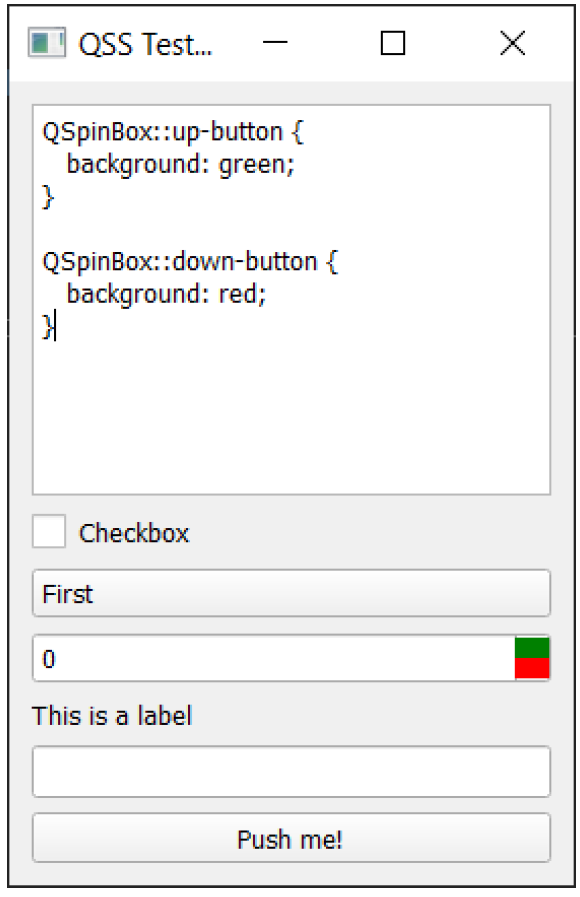 QSS Test...
QSpinBox::up-button {
   background: green;
}

QSpinBox::down-button {
   background: red;
}
Checkbox
First
0
This is a label
Push me!